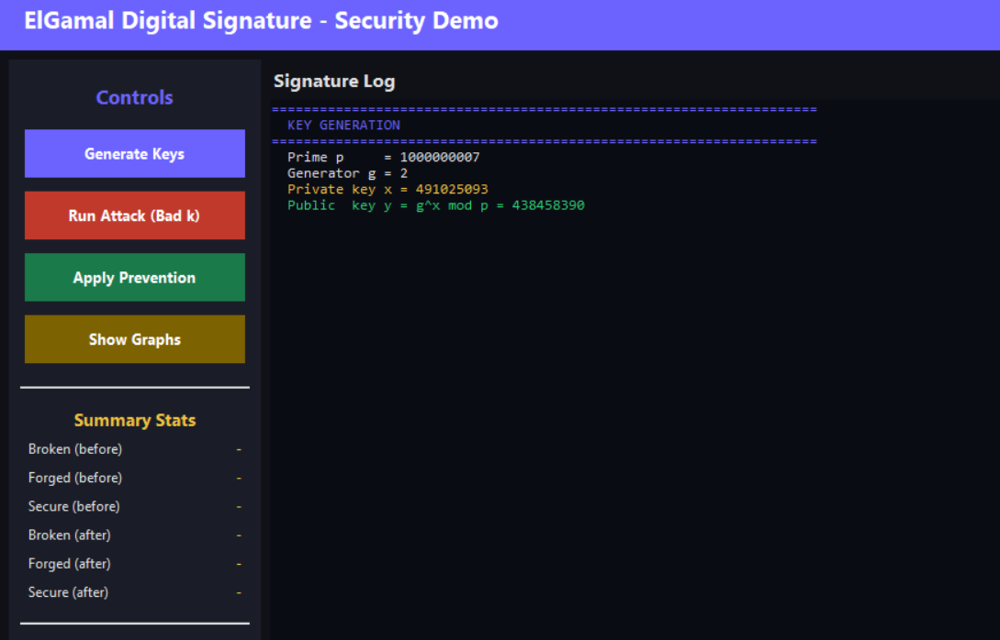 ElGamal Digital Signature - Security Demo
Controls
Generate Keys
Run Attack (Bad k)
Apply Prevention
Show Graphs
Summary Stats
Broken (before) -
Forged (before) -
Secure (before) -
Broken (after) -
Forged (after) -
Secure (after) -
Signature Log
====================================================================
KEY GENERATION
====================================================================
Prime p     = 1000000007
Generator g = 2
Private key x = 491025093
Public  key y = g^x mod p = 438458390